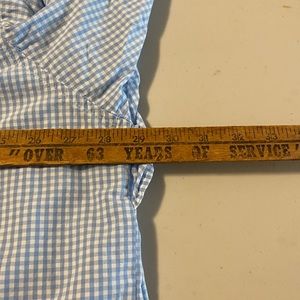 26 27 28 29 30 31 32 33
"OVER 63 YEARS OF SERVICE"